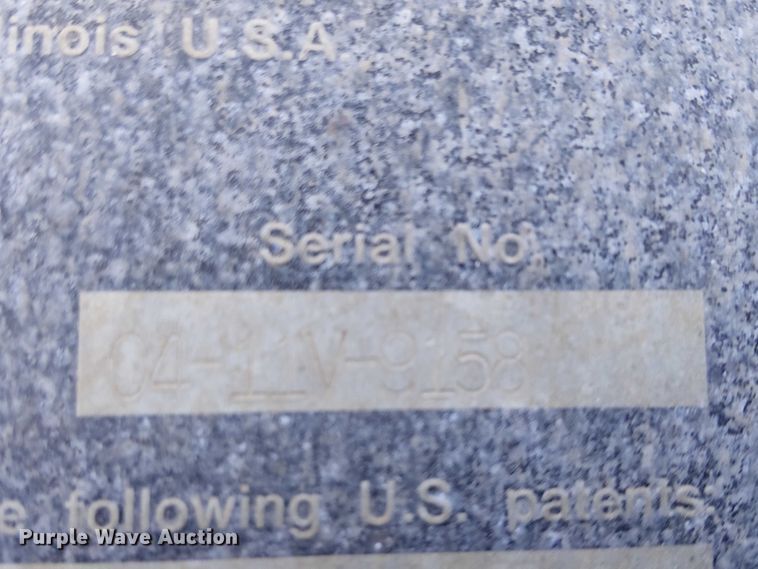 linois U.S.A.
Serial No.
04-11V-9158
e following U.S. patents:
Purple Wave Auction